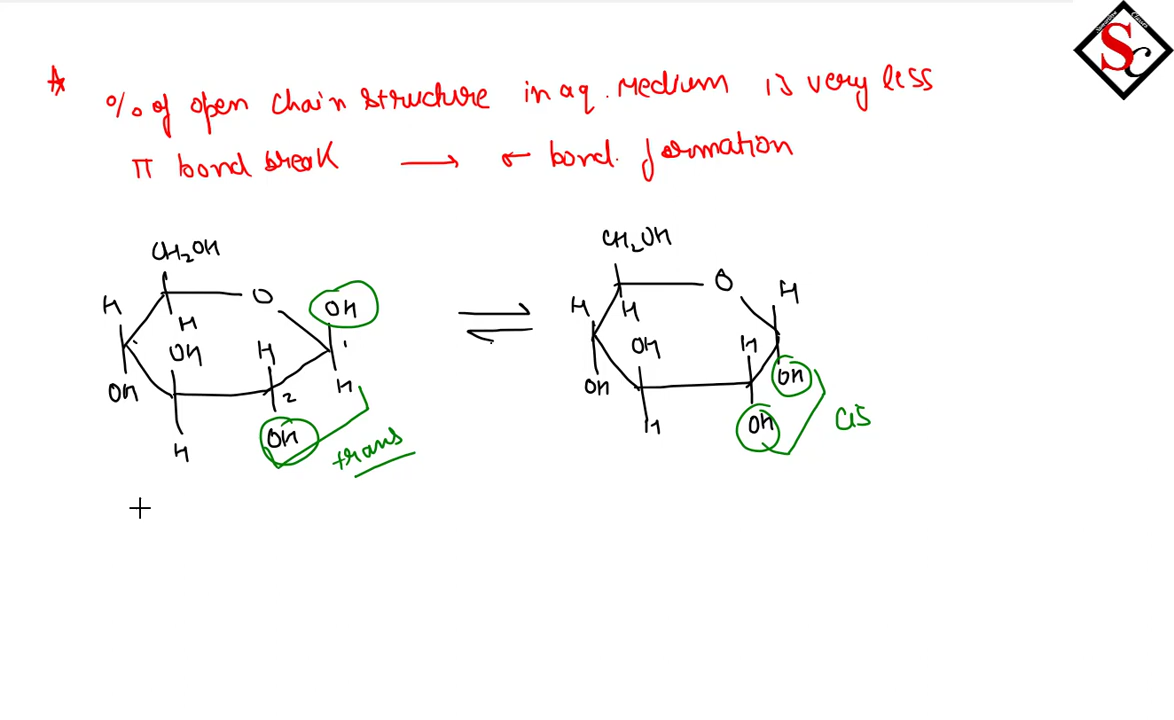 % of open chain structure in aq. medium is very less
π bond break → σ bond. formation
CH₂OH
CH₂OH
O
O
H
OH
H
H
H
H
H
OH
H
OH
H
OH
1
H
2
OH
OH
OH
OH
H
H
trans
cis
+
SC